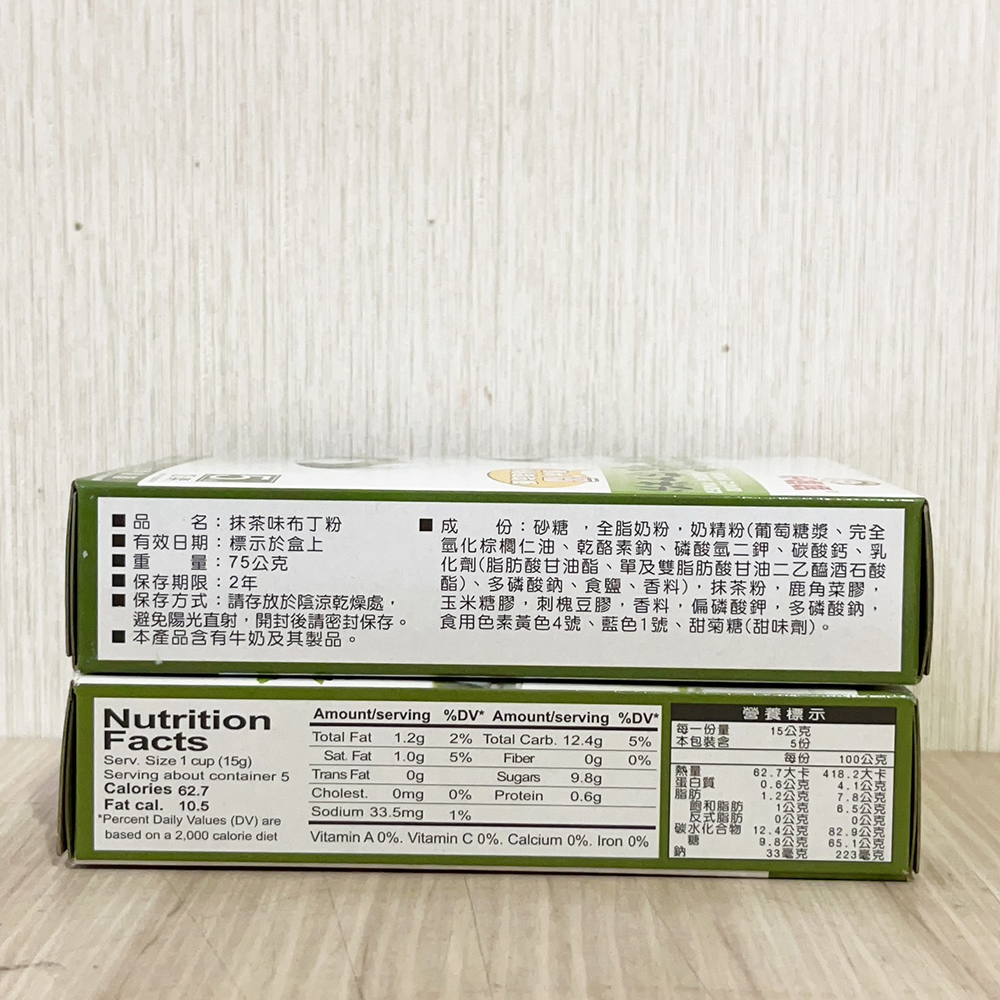 ■品　　名：抹茶味布丁粉
■有效日期：標示於盒上
■重　　量：75公克
■保存期限：2年
■保存方式：請存放於陰涼乾燥處，
避免陽光直射，開封後請密封保存。
■本產品含有牛奶及其製品。
■成　　份：砂糖，全脂奶粉，奶精粉(葡萄糖漿、完全
氫化棕櫚仁油、乾酪素鈉、磷酸氫二鉀、碳酸鈣、乳
化劑(脂肪酸甘油酯、單及雙脂肪酸甘油二乙醯酒石酸
酯)、多磷酸鈉、食鹽、香料)，抹茶粉，鹿角菜膠，
玉米糖膠，刺槐豆膠，香料，偏磷酸鉀，多磷酸鈉，
食用色素黃色4號、藍色1號、甜菊糖(甜味劑)。
Nutrition
Facts
Serv. Size 1 cup (15g)
Serving about container 5
Calories 62.7
Fat cal. 10.5
*Percent Daily Values (DV) are
based on a 2,000 calorie diet
Amount/serving %DV* Amount/serving %DV*
Total Fat 1.2g 2% Total Carb. 12.4g 5%
Sat. Fat 1.0g 5% Fiber 0g 0%
Trans Fat 0g Sugars 9.8g
Cholest. 0mg 0% Protein 0.6g
Sodium 33.5mg 1%
Vitamin A 0%. Vitamin C 0%. Calcium 0%. Iron 0%
營養標示
每一份量 15公克
本包裝含 5份
每份 100公克
熱量 62.7大卡 418.2大卡
蛋白質 0.6公克 4.1公克
脂肪 1.2公克 7.8公克
飽和脂肪 1公克 6.5公克
反式脂肪 0公克 0公克
碳水化合物 12.4公克 82.9公克
糖 9.8公克 65.1公克
鈉 33毫克 223毫克